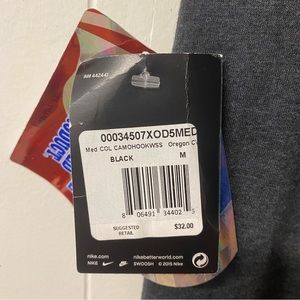 00034507XOD5MED
Med COL CAMOHOOKWSS Oregon
BLACK M
8 06491 34402
SUGGESTED
RETAIL
$32.00
nike.com nikebetterworld.com
NIKE SWOOSH © 2015 Nike